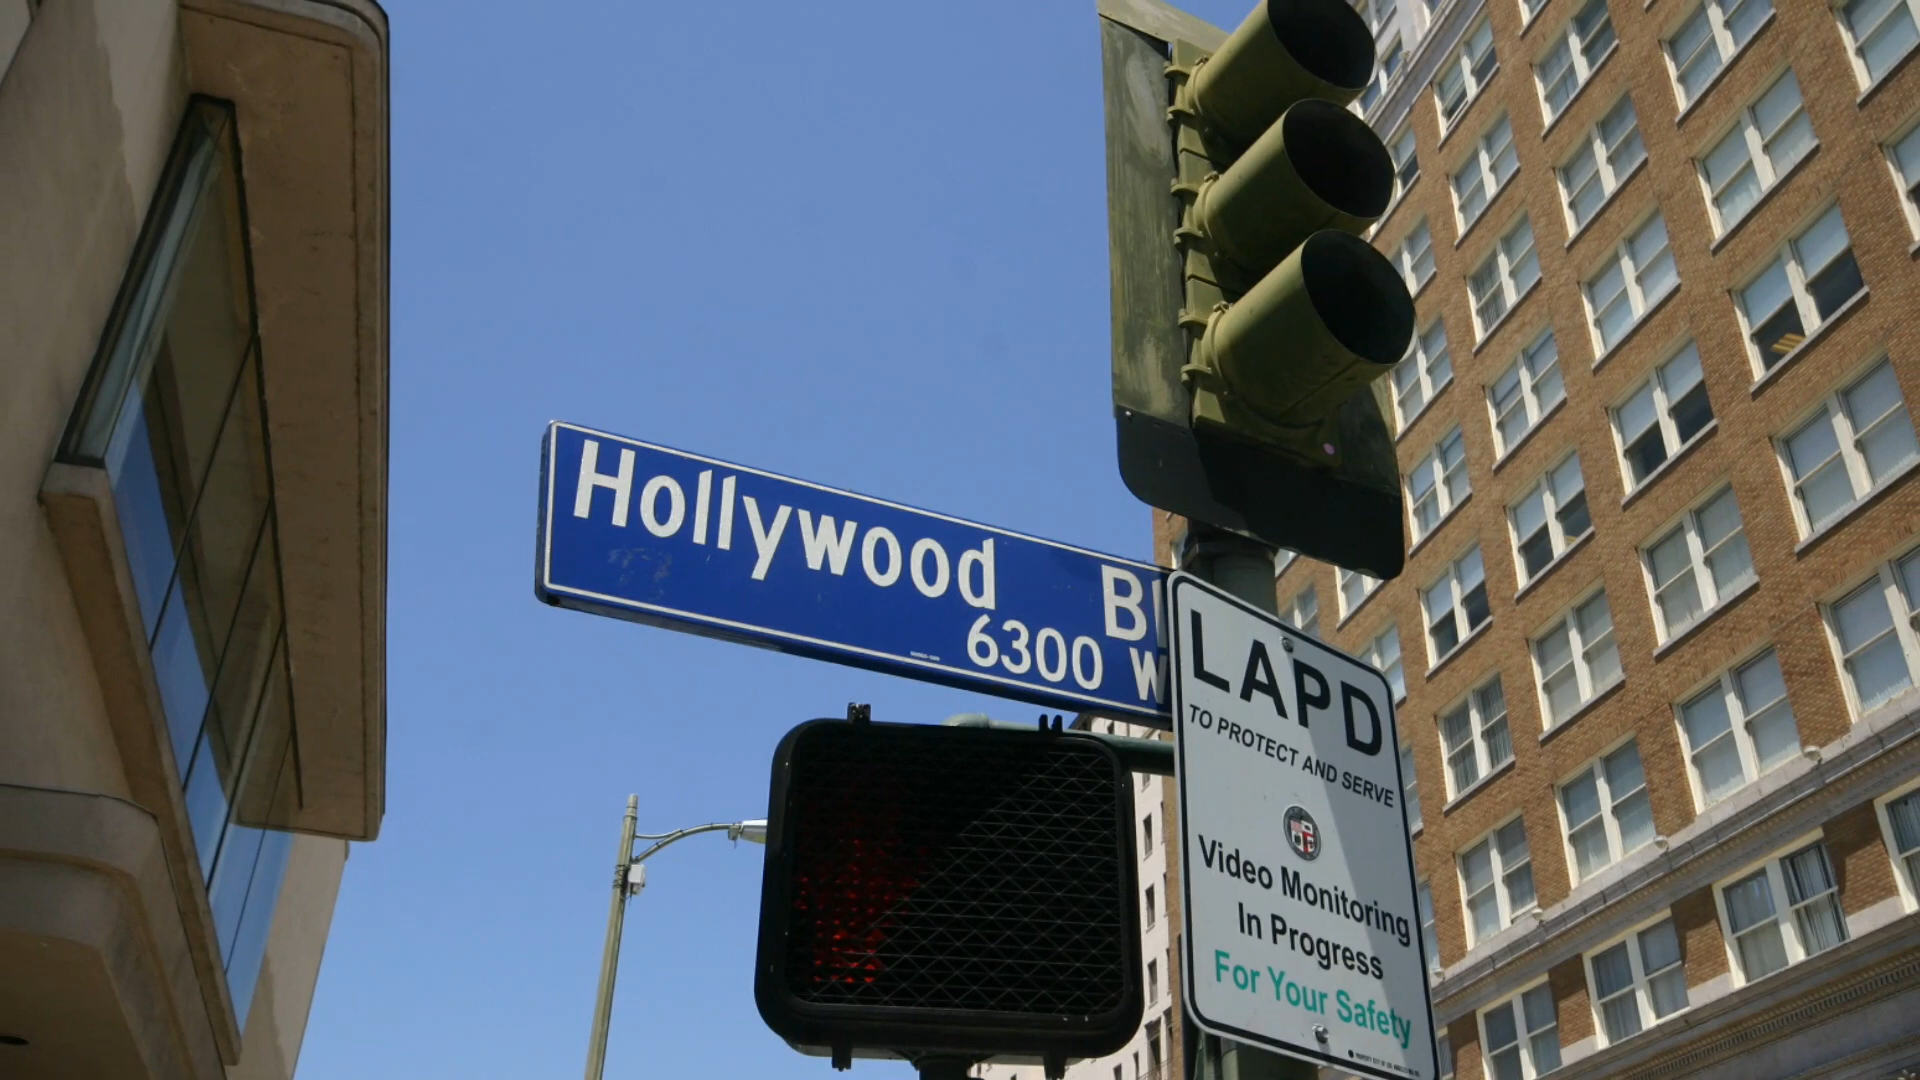 Hollywood Bl
6300 W
LAPD
TO PROTECT AND SERVE
Video Monitoring
In Progress
For Your Safety